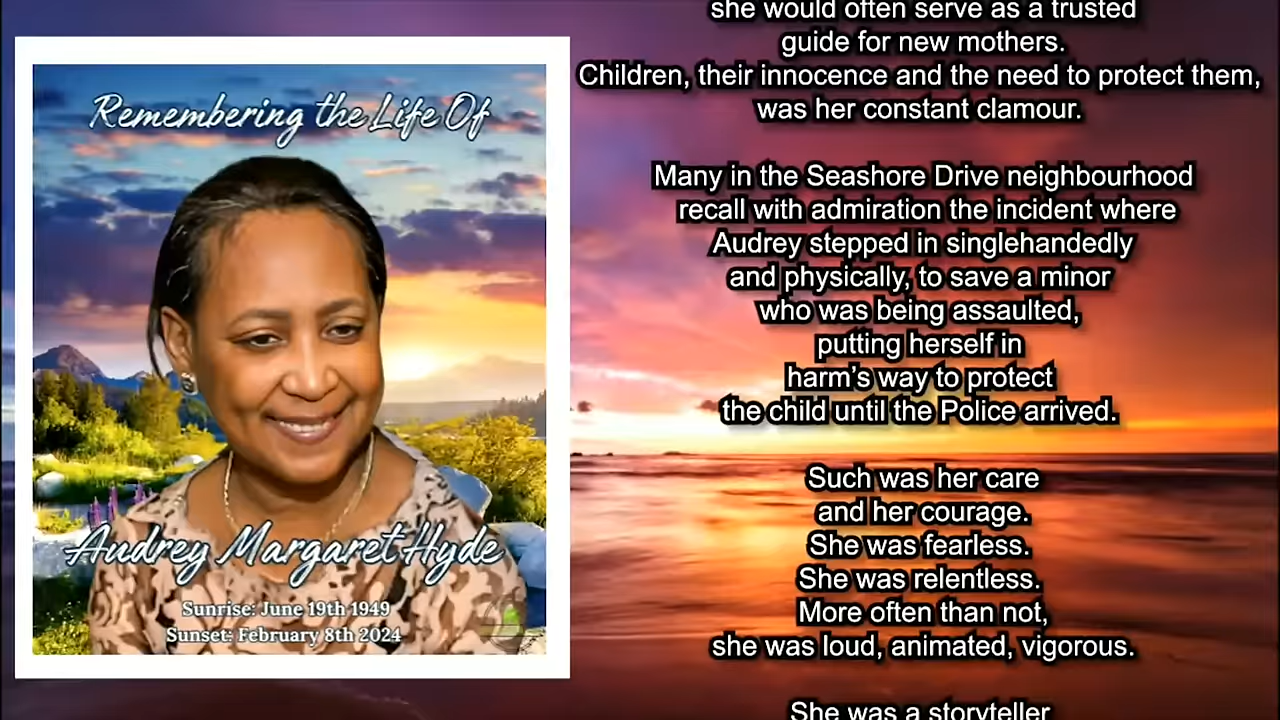 Remembering the Life Of
Audrey Margaret Hyde
Sunrise: June 19th 1949
Sunset: February 8th 2024
she would often serve as a trusted
guide for new mothers.
Children, their innocence and the need to protect them,
was her constant clamour.
Many in the Seashore Drive neighbourhood
recall with admiration the incident where
Audrey stepped in singlehandedly
and physically, to save a minor
who was being assaulted,
putting herself in
harm’s way to protect
the child until the Police arrived.
Such was her care
and her courage.
She was fearless.
She was relentless.
More often than not,
she was loud, animated, vigorous.
She was a storyteller